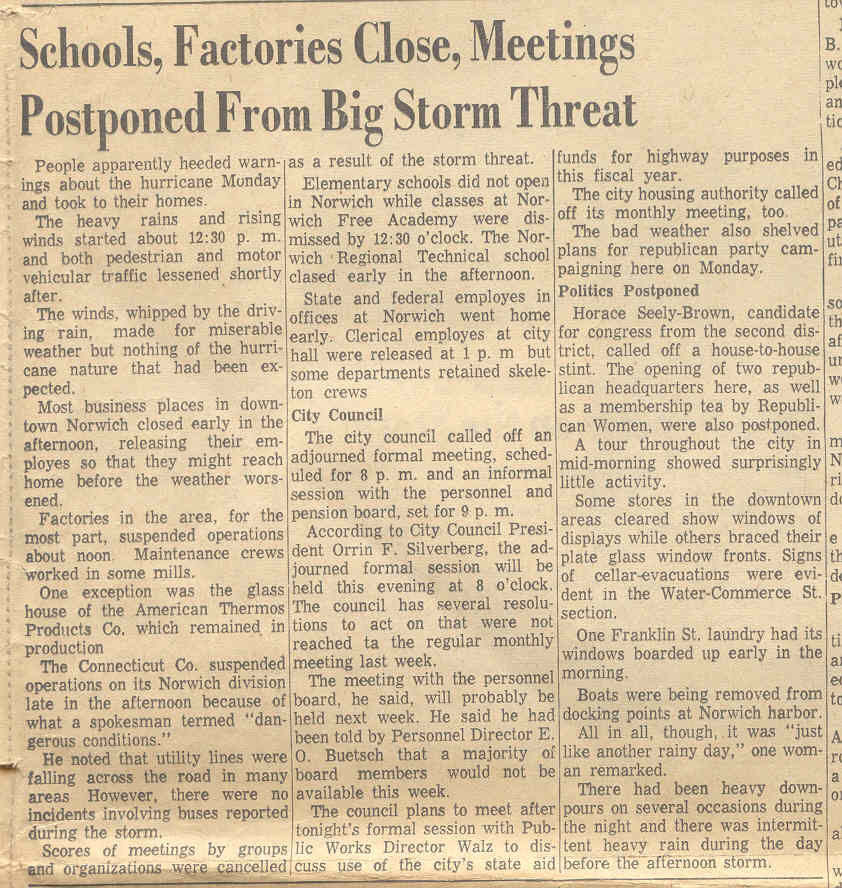 Schools, Factories Close, Meetings
Postponed From Big Storm Threat
People apparently heeded warn-
ings about the hurricane Monday
and took to their homes.
The heavy rains and rising
winds started about 12:30 p. m.
and both pedestrian and motor
vehicular traffic lessened shortly
after.
The winds, whipped by the driv-
ing rain, made for miserable
weather but nothing of the hurri-
cane nature that had been ex-
pected.
Most business places in down-
town Norwich closed early in the
afternoon, releasing their em-
ployes so that they might reach
home before the weather wors-
ened.
Factories in the area, for the
most part, suspended operations
about noon. Maintenance crews
worked in some mills.
One exception was the glass
house of the American Thermos
Products Co. which remained in
production
The Connecticut Co. suspended
operations on its Norwich division
late in the afternoon because of
what a spokesman termed "dan-
gerous conditions."
He noted that utility lines were
falling across the road in many
areas However, there were no
incidents involving buses reported
during the storm.
Scores of meetings by groups
and organizations were cancelled
as a result of the storm threat.
Elementary schools did not open
in Norwich while classes at Nor-
wich Free Academy were dis-
missed by 12:30 o'clock. The Nor-
wich Regional Technical school
clased early in the afternoon.
State and federal employes in
offices at Norwich went home
early. Clerical employes at city
hall were released at 1 p. m but
some departments retained skele-
ton crews
City Council
The city council called off an
adjourned formal meeting, sched-
uled for 8 p. m. and an informal
session with the personnel and
pension board, set for 9 p. m.
According to City Council Presi-
dent Orrin F. Silverberg, the ad-
journed formal session will be
held this evening at 8 o'clock.
The council has several resolu-
tions to act on that were not
reached ta the regular monthly
meeting last week.
The meeting with the personnel
board, he said, will probably be
held next week. He said he had
been told by Personnel Director E.
O. Buetsch that a majority of
board members would not be
available this week.
The council plans to meet after
tonight's formal session with Pub-
lic Works Director Walz to dis-
cuss use of the city's state aid
funds for highway purposes in
this fiscal year.
The city housing authority called
off its monthly meeting, too.
The bad weather also shelved
plans for republican party cam-
paigning here on Monday.
Politics Postponed
Horace Seely-Brown, candidate
for congress from the second dis-
trict, called off a house-to-house
stint. The opening of two repub-
lican headquarters here, as well
as a membership tea by Republi-
can Women, were also postponed.
A tour throughout the city in
mid-morning showed surprisingly
little activity.
Some stores in the downtown
areas cleared show windows of
displays while others braced their
plate glass window fronts. Signs
of cellar-evacuations were evi-
dent in the Water-Commerce St.
section.
One Franklin St. laundry had its
windows boarded up early in the
morning.
Boats were being removed from
docking points at Norwich harbor.
All in all, though, it was "just
like another rainy day," one wom-
an remarked.
There had been heavy down-
pours on several occasions during
the night and there was intermit-
tent heavy rain during the day
before the afternoon storm.